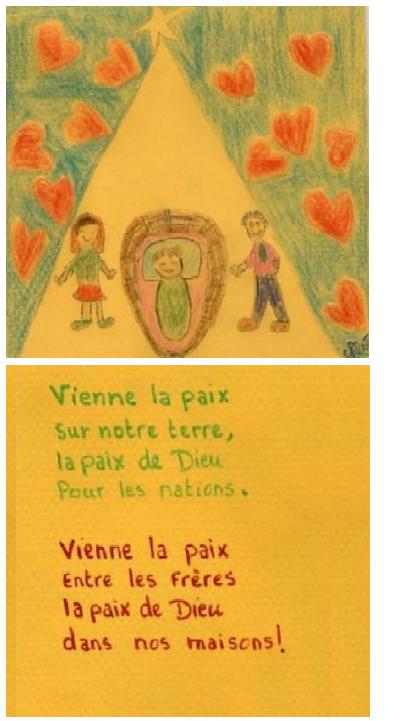 Vienne la paix
Sur notre terre,
la paix de Dieu
Pour les nations.
Vienne la paix
Entre les Frères
la paix de Dieu
dans nos maisons!